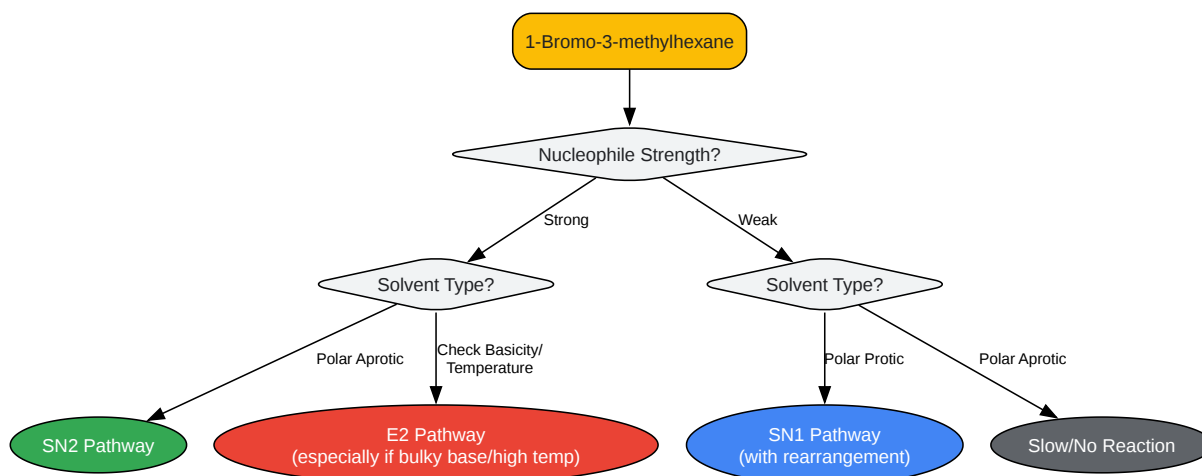 1-Bromo-3-methylhexane
Nucleophile Strength?
Strong
Weak
Solvent Type?
Solvent Type?
Polar Aprotic
Check Basicity/
Temperature
Polar Protic
Polar Aprotic
SN2 Pathway
E2 Pathway
(especially if bulky base/high temp)
SN1 Pathway
(with rearrangement)
Slow/No Reaction